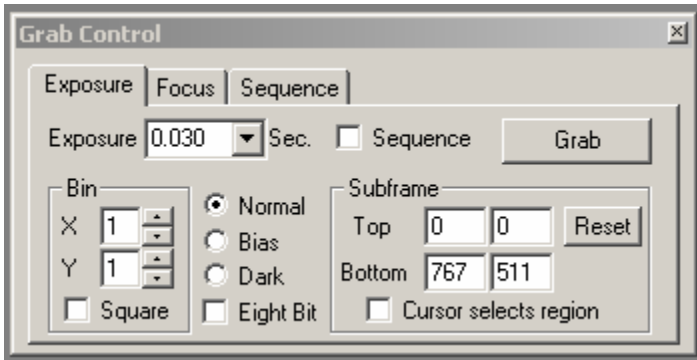 Grab Control
Exposure Focus Sequence
Exposure 0.030 Sec. Sequence Grab
Bin Subframe
X 1 Normal Top 0 0 Reset
Bias
Y 1 Dark Bottom 767 511
Square Eight Bit Cursor selects region